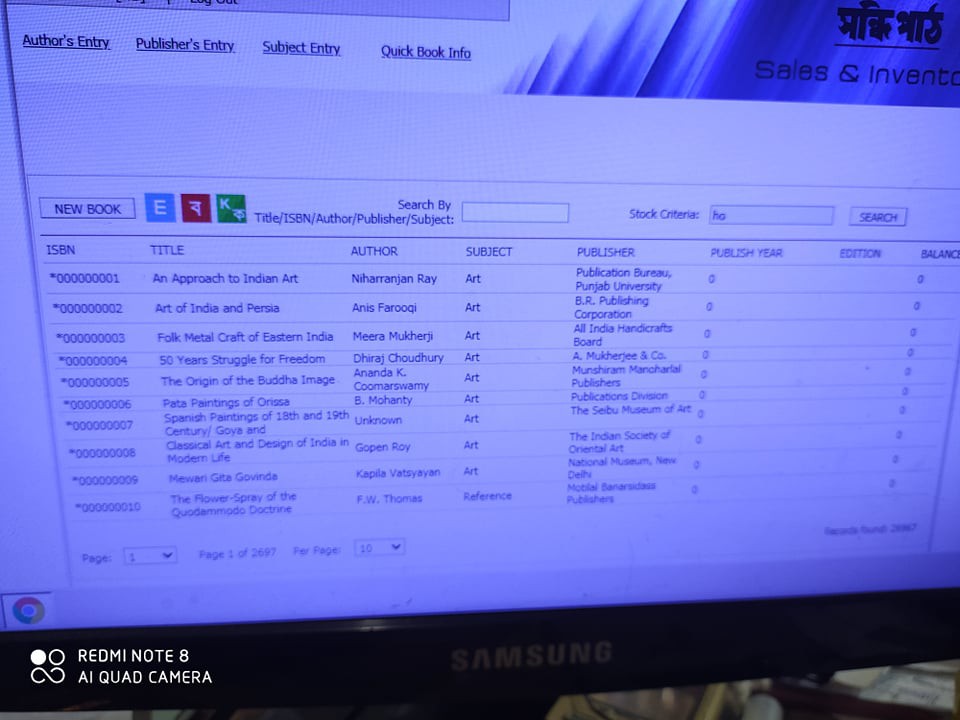 Log Out
Author's Entry Publisher's Entry Subject Entry Quick Book Info
Sales & Invento
NEW BOOK E ব K ক Search By
Title/ISBN/Author/Publisher/Subject: Stock Criteria: ho SEARCH
ISBN TITLE AUTHOR SUBJECT PUBLISHER PUBLISH YEAR EDITION BALANCE
*000000001 An Approach to Indian Art Niharranjan Ray Art Publication Bureau, 0 0
Punjab University
*000000002 Art of India and Persia Anis Farooqi Art B.R. Publishing 0 0
Corporation
*000000003 Folk Metal Craft of Eastern India Meera Mukherji Art All India Handicrafts 0 0
Board
*000000004 50 Years Struggle for Freedom Dhiraj Choudhury Art A. Mukherjee & Co. 0 0
*000000005 The Origin of the Buddha Image Ananda K. Art Munshiram Manoharlal 0 0
Coomarswamy Publishers
*000000006 Pata Paintings of Orissa B. Mohanty Art Publications Division 0 0
*000000007 Spanish Paintings of 18th and 19th Unknown Art The Seibu Museum of Art 0 0
Century/ Goya and
*000000008 Classical Art and Design of India in Gopen Roy Art The Indian Society of 0 0
Modern Life Oriental Art
*000000009 Mewari Gita Govinda Kapila Vatsyayan Art National Museum, New 0 0
Delhi
*000000010 The Flower-Spray of the F.W. Thomas Reference Motilal Banarsidass 0 0
Quodammodo Doctrine Publishers
Records found: 26967
Page: 1 Page 1 of 2697 Per Page: 10
SAMSUNG
REDMI NOTE 8
AI QUAD CAMERA